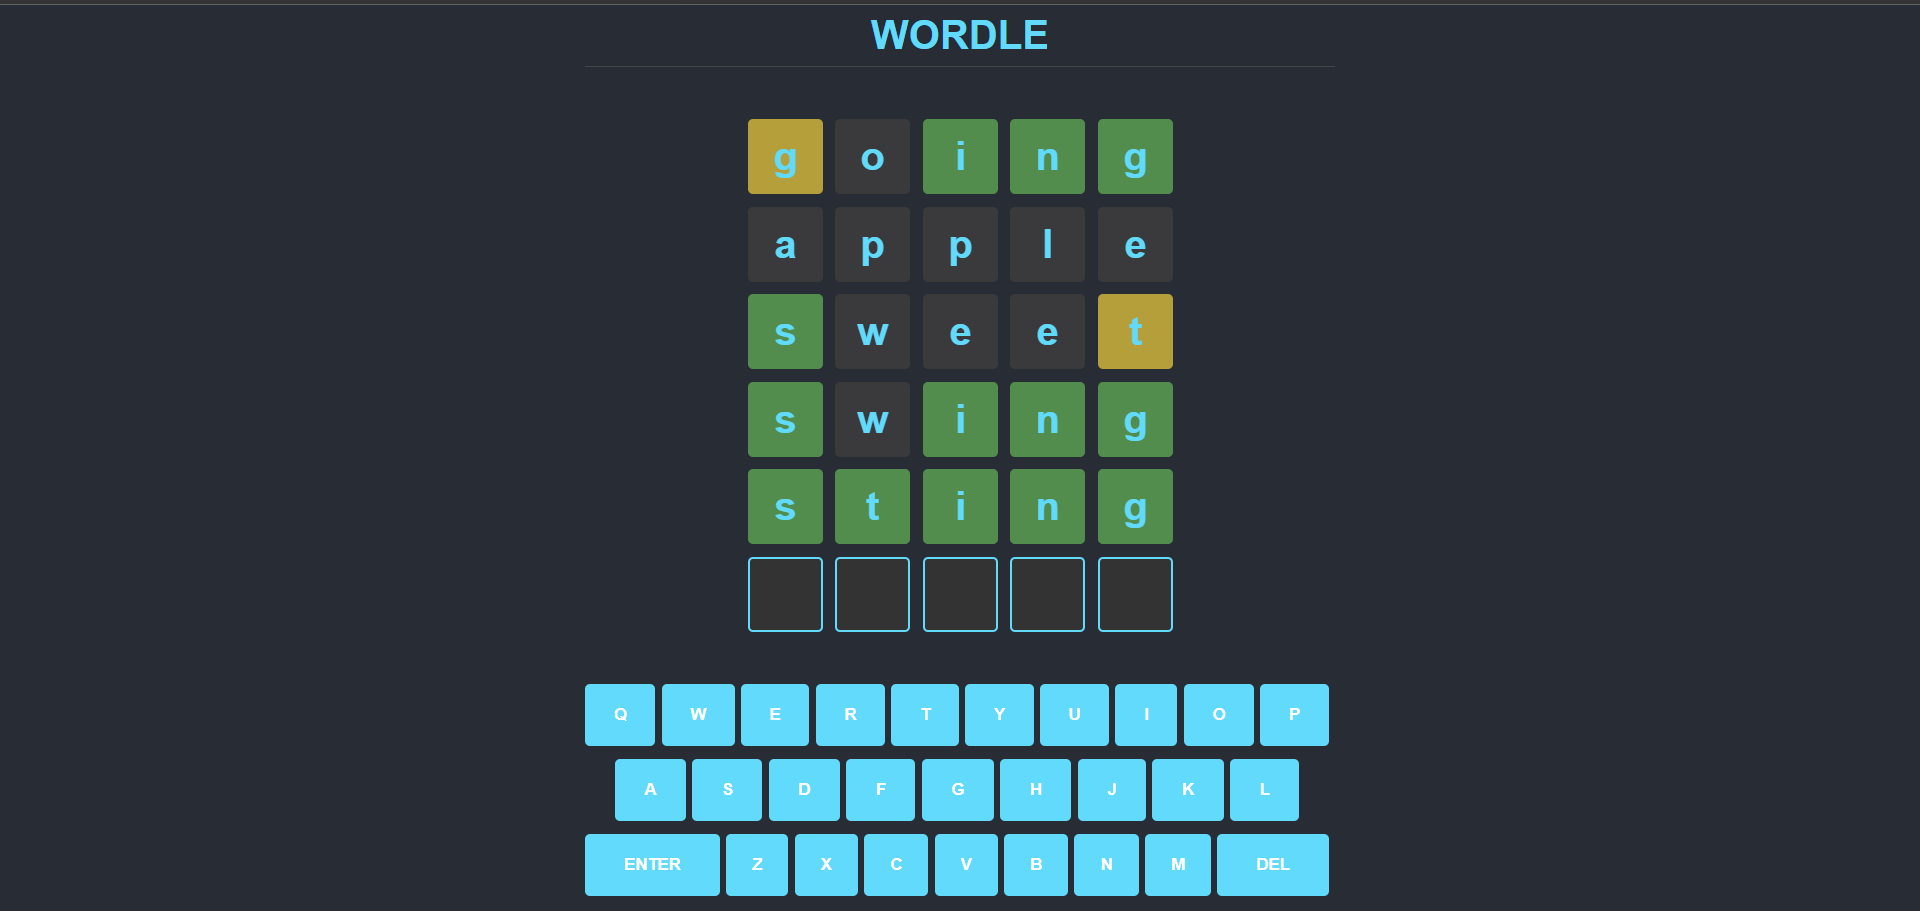 WORDLE
g o i n g
a p p l e
s w e e t
s w i n g
s t i n g
Q W E R T Y U I O P
A S D F G H J K L
ENTER Z X C V B N M DEL